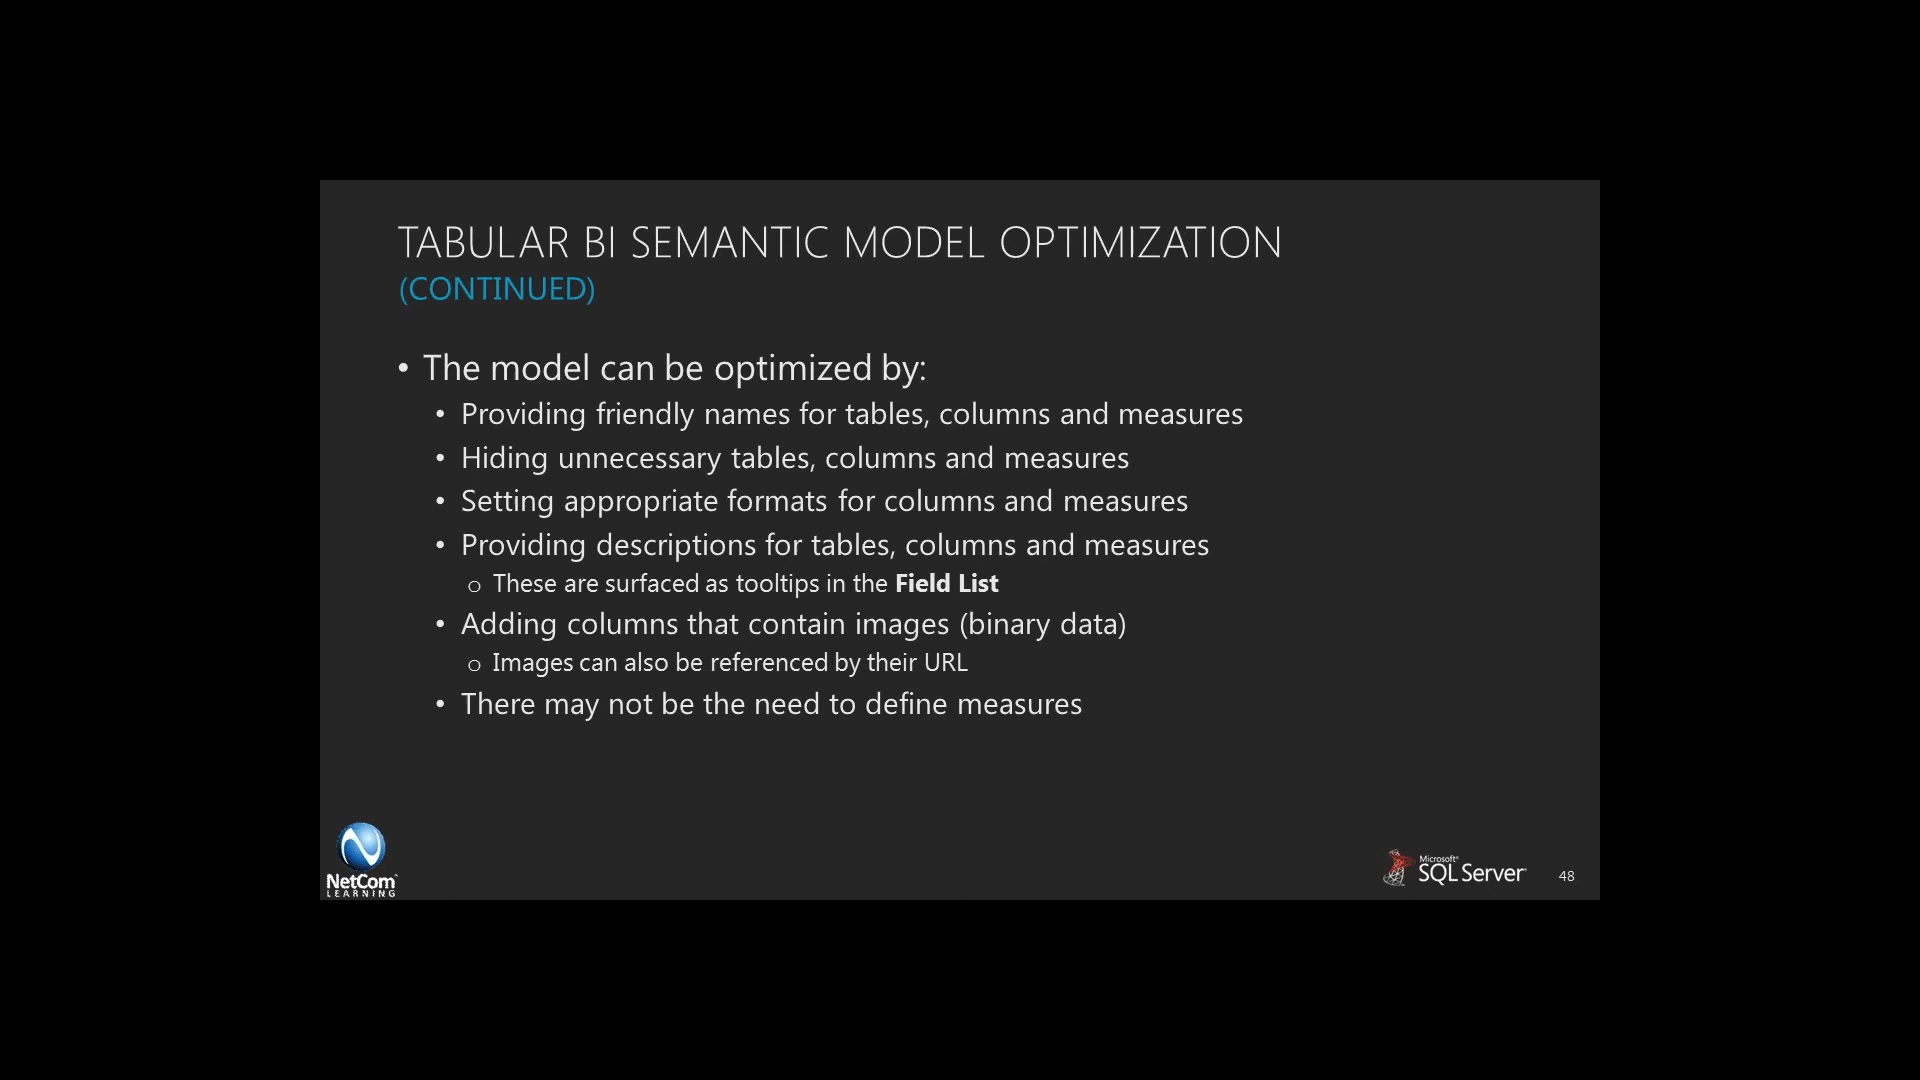 TABULAR BI SEMANTIC MODEL OPTIMIZATION
(CONTINUED)
• The model can be optimized by:
• Providing friendly names for tables, columns and measures
• Hiding unnecessary tables, columns and measures
• Setting appropriate formats for columns and measures
• Providing descriptions for tables, columns and measures
o These are surfaced as tooltips in the Field List
• Adding columns that contain images (binary data)
o Images can also be referenced by their URL
• There may not be the need to define measures
NetCom
LEARNING
Microsoft®
SQL Server
48